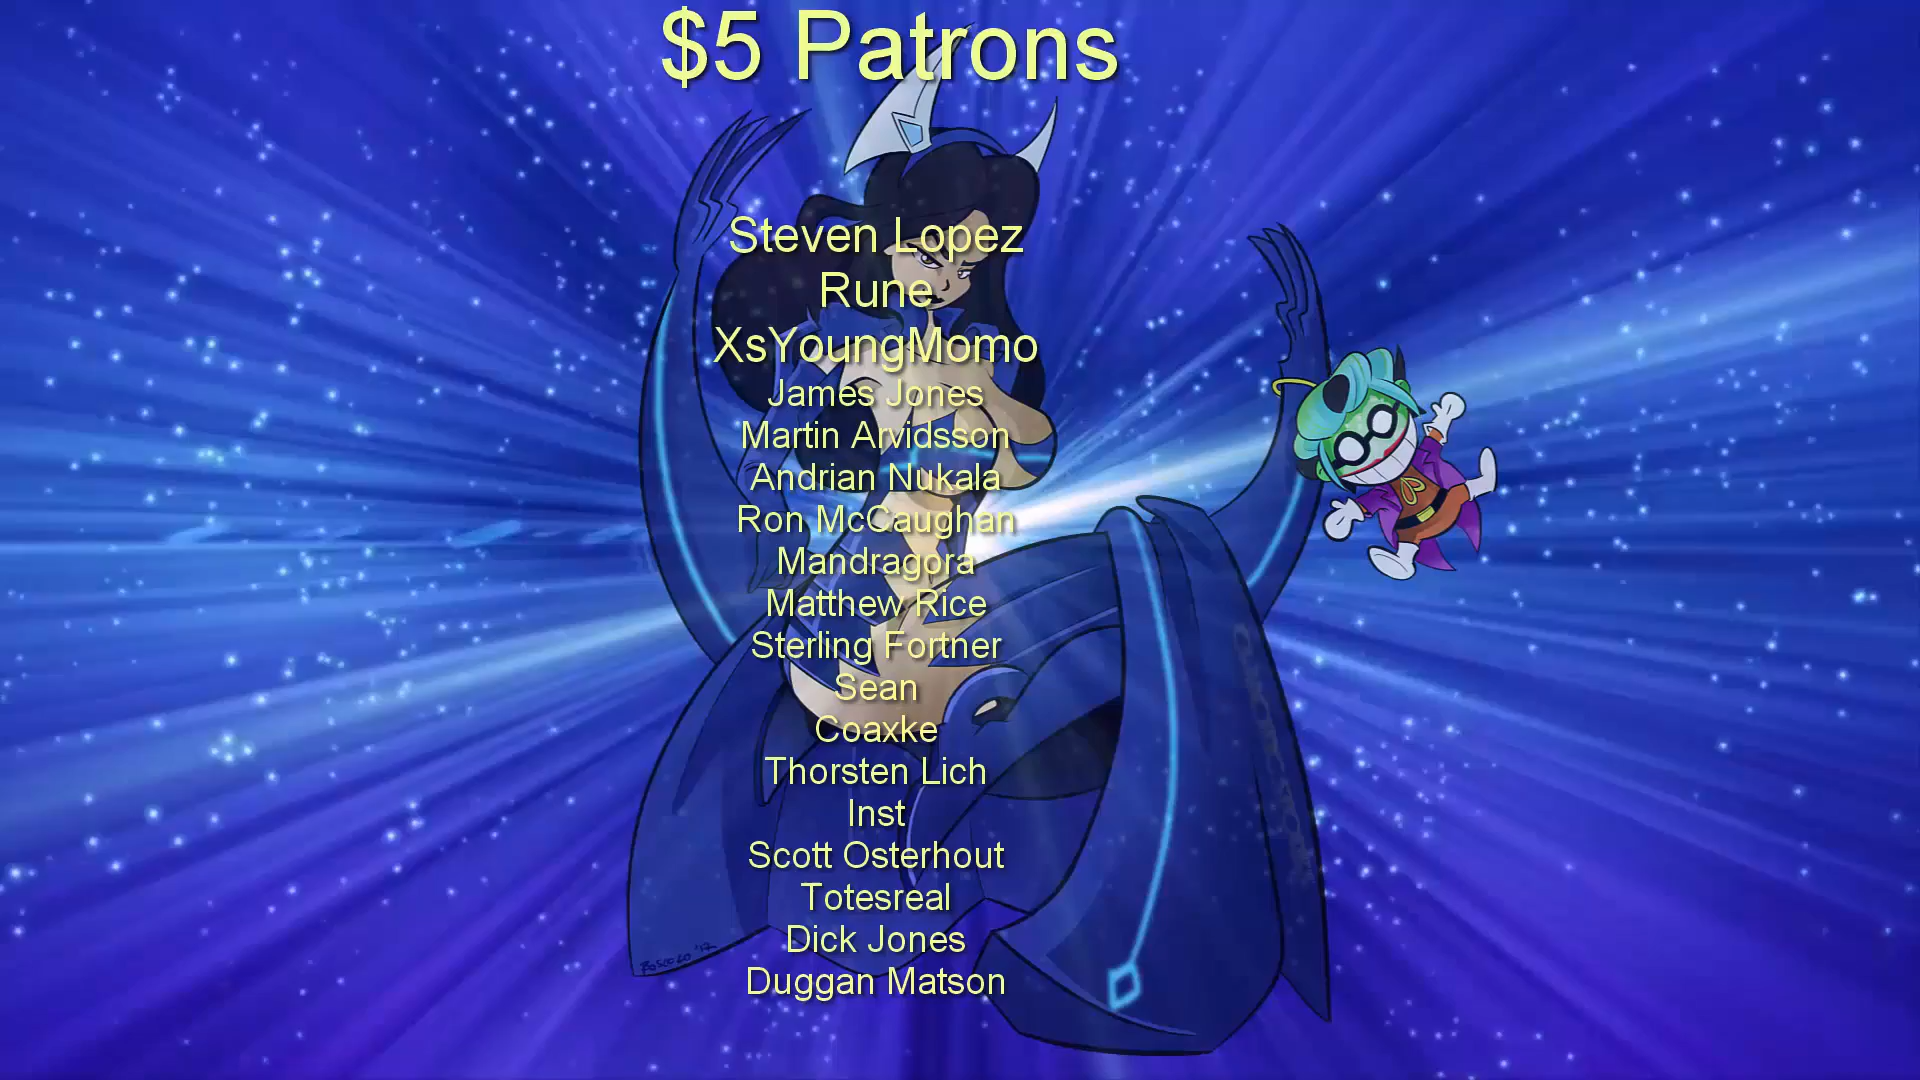 $5 Patrons
Steven Lopez
Rune
XsYoungMomo
James Jones
Martin Arvidsson
Andrian Nukala
Ron McCaughan
Mandragora
Matthew Rice
Sterling Fortner
Sean
Coaxke
Thorsten Lich
Inst
Scott Osterhout
Totesreal
Dick Jones
Duggan Matson